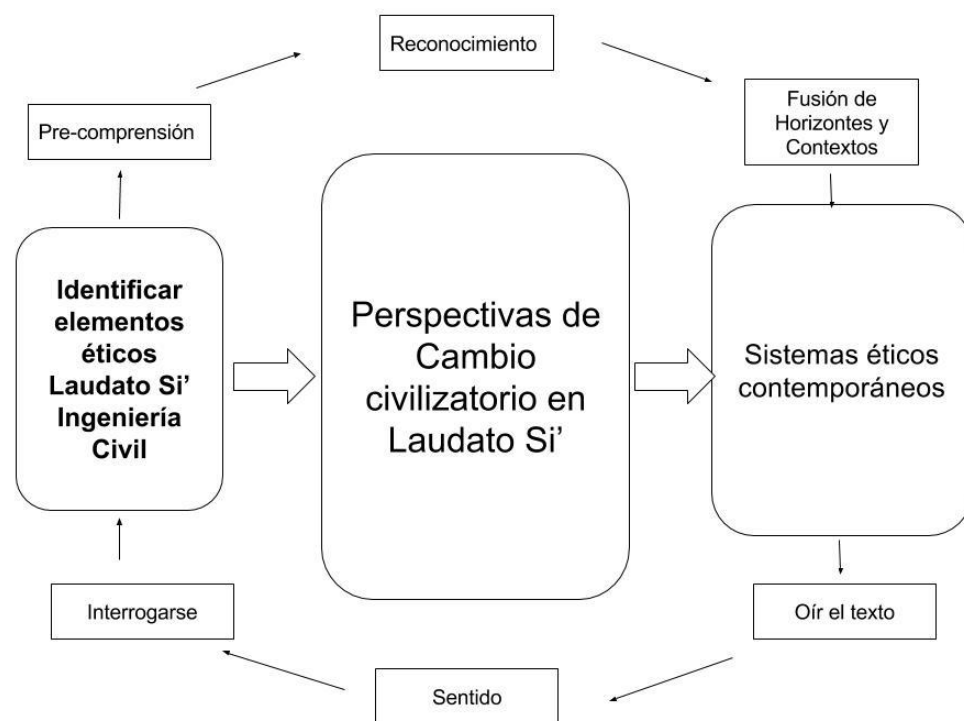 Reconocimiento
Pre-comprensión
Fusión de
Horizontes y
Contextos
Identificar
elementos
éticos
Laudato Si’
Ingeniería
Civil
Perspectivas de
Cambio
civilizatorio en
Laudato Si’
Sistemas éticos
contemporáneos
Interrogarse
Oír el texto
Sentido